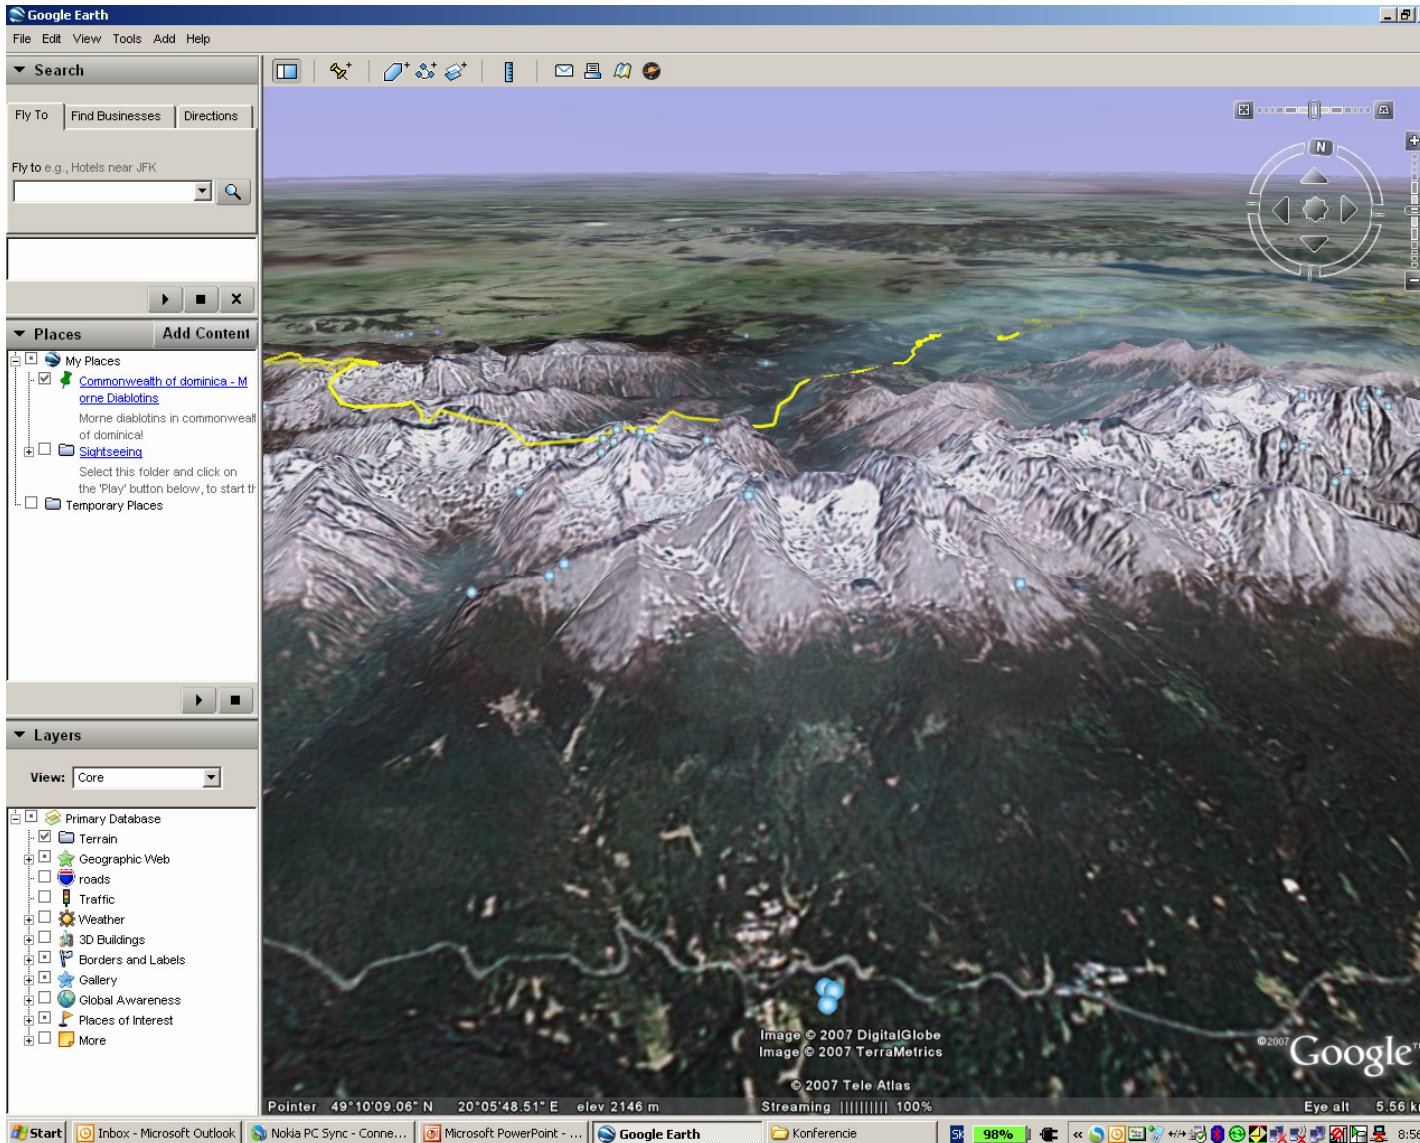 Google Earth
File Edit View Tools Add Help
Search
Fly To Find Businesses Directions
Fly to e.g., Hotels near JFK
Places Add Content
My Places
Commonwealth of dominica - M
orne Diablotins
Morne diablotins in commonwealt
of dominica!
Sightseeing
Select this folder and click on
the 'Play' button below, to start th
Temporary Places
Layers
View: Core
Primary Database
Terrain
Geographic Web
roads
Traffic
Weather
3D Buildings
Borders and Labels
Gallery
Global Awareness
Places of Interest
More
N
Image © 2007 DigitalGlobe
Image © 2007 TerraMetrics
© 2007 Tele Atlas
©2007 Google™
Pointer 49°10'09.06" N 20°05'48.51" E elev 2146 m Streaming |||||||||| 100% Eye alt 5.56 k
Start Inbox - Microsoft Outlook Nokia PC Sync - Conne... Microsoft PowerPoint - ... Google Earth Konferencie SK 98% 8:56